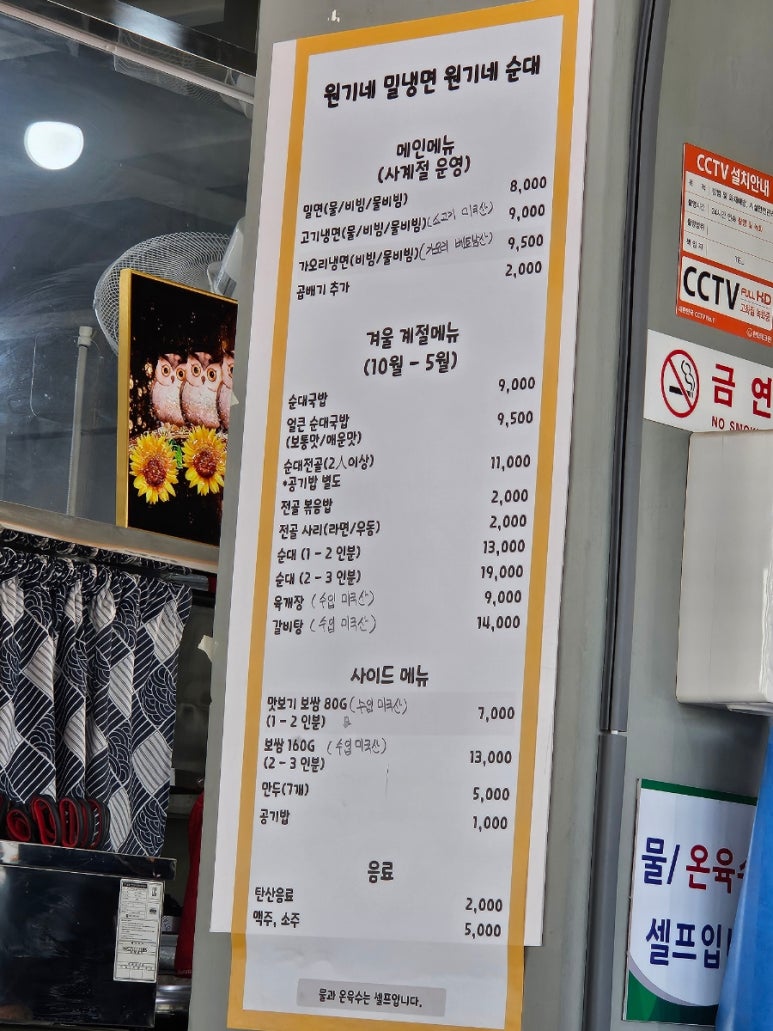 원기네 밀냉면 원기네 순대
메인메뉴
(사계절 운영)
밀면(물/비빔/물비빔) 8,000
고기냉면(물/비빔/물비빔) (소고기 미국산) 9,000
가오리냉면(비빔/물비빔) (가오리 베트남산) 9,500
곱배기 추가 2,000
겨울 계절메뉴
(10월 - 5월)
순대국밥 9,000
얼큰 순대국밥 9,500
(보통맛/매운맛)
순대전골(2人이상) 11,000
*공기밥 별도
전골 볶음밥 2,000
전골 사리(라면/우동) 2,000
순대 (1 - 2 인분) 13,000
순대 (2 - 3 인분) 19,000
육개장 (수입 미국산) 9,000
갈비탕 (수입 미국산) 14,000
사이드 메뉴
맛보기 보쌈 80G (수입 미국산) 7,000
(1 - 2 인분)
보쌈 160G (수입 미국산) 13,000
(2 - 3 인분)
만두(7개) 5,000
공기밥 1,000
음료
탄산음료 2,000
맥주, 소주 5,000
물과 온육수는 셀프입니다.
CCTV 설치안내
CCTV FULL HD
금연
NO SMO
물/온육수
셀프입